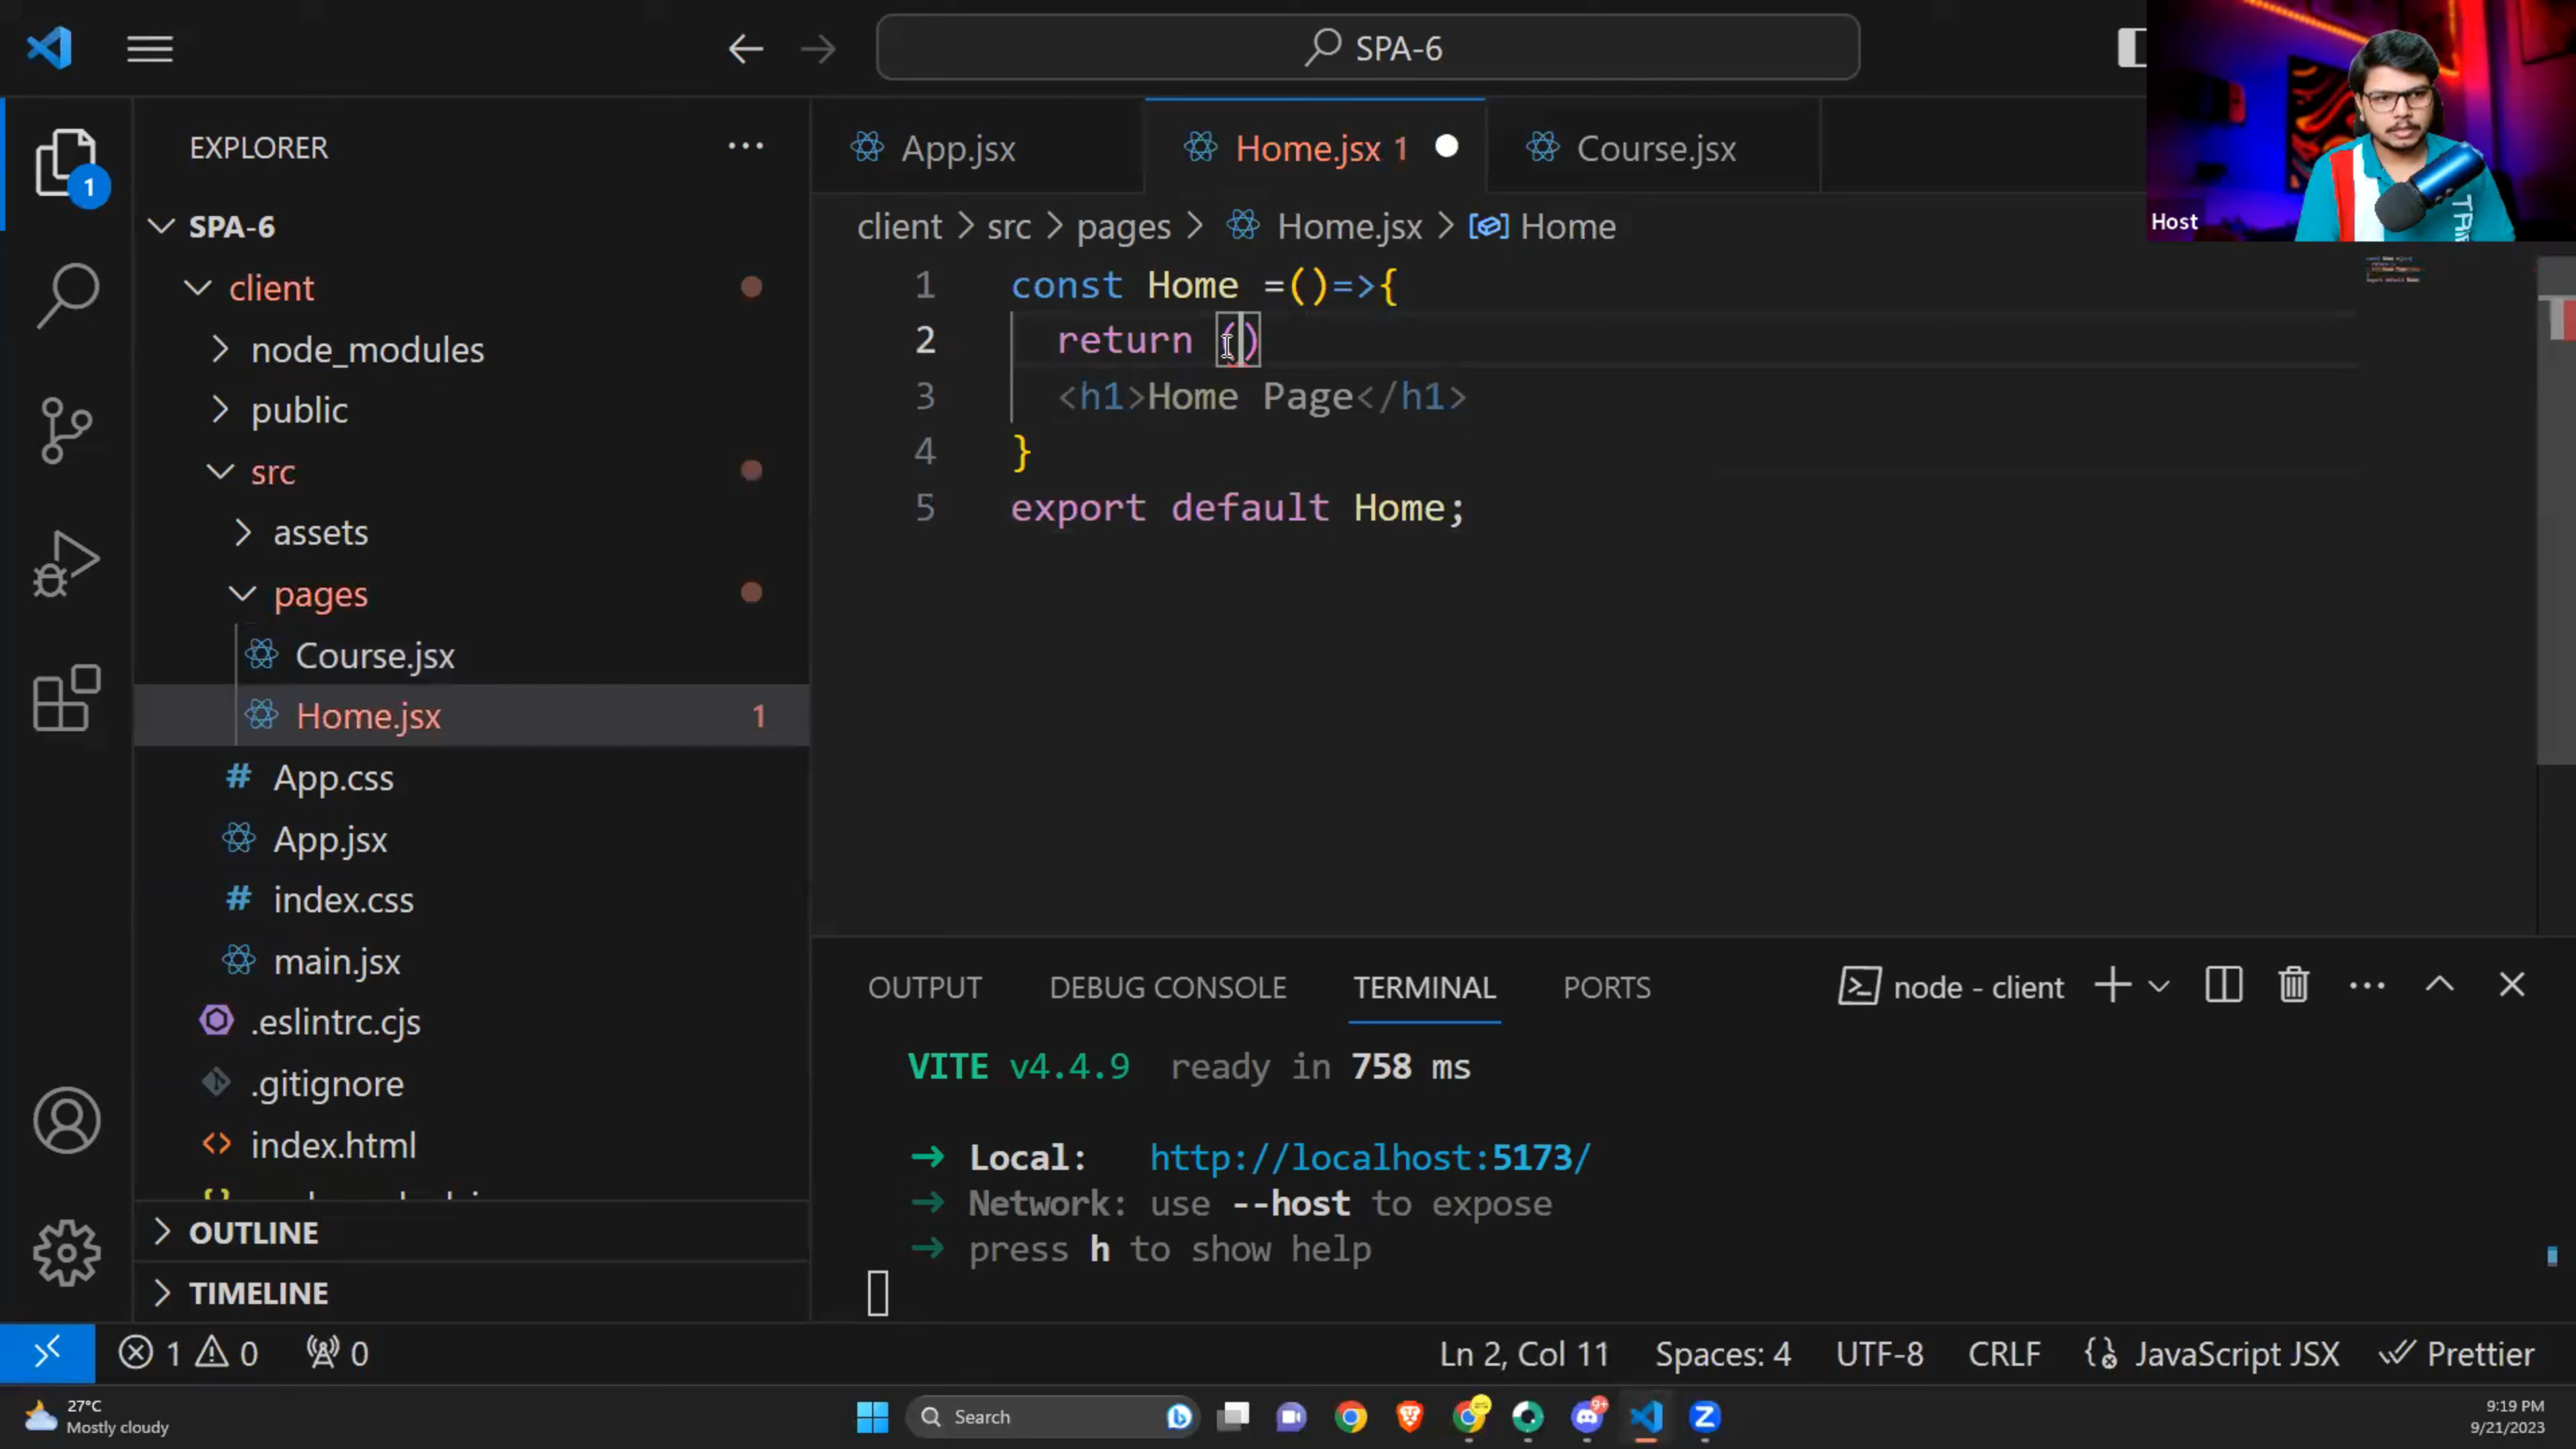 SPA-6
Host
EXPLORER
1
SPA-6
client
node_modules
public
src
assets
pages
Course.jsx
Home.jsx 1
App.css
App.jsx
index.css
main.jsx
.eslintrc.cjs
.gitignore
index.html
OUTLINE
TIMELINE
App.jsx
Home.jsx 1
Course.jsx
client > src > pages > Home.jsx > Home
1 const Home =()=>{
2 return ()
3 <h1>Home Page</h1>
4 }
5 export default Home;
OUTPUT DEBUG CONSOLE TERMINAL PORTS node - client
VITE v4.4.9 ready in 758 ms
➜ Local: http://localhost:5173/
➜ Network: use --host to expose
➜ press h to show help
1 0 0 Ln 2, Col 11 Spaces: 4 UTF-8 CRLF JavaScript JSX Prettier
27°C
Mostly cloudy
Search
9+
9:19 PM
9/21/2023